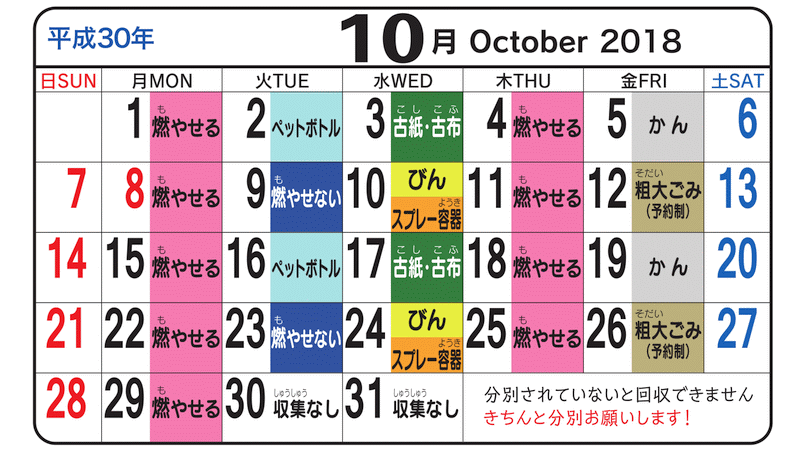 平成30年 10月 October 2018
日SUN 月MON 火TUE 水WED 木THU 金FRI 土SAT
1 燃やせる 2 ペットボトル 3 古紙・古布 4 燃やせる 5 かん 6
も こし こふ も
7 8 燃やせる 9 燃やせない 10 びん 11 燃やせる 12 粗大ごみ 13
も も も そだい
スプレー容器 (予約制)
ようき
14 15 燃やせる 16 ペットボトル 17 古紙・古布 18 燃やせる 19 かん 20
も こし こふ も
21 22 燃やせる 23 燃やせない 24 びん 25 燃やせる 26 粗大ごみ 27
も も も そだい
スプレー容器 (予約制)
ようき
28 29 燃やせる 30 収集なし 31 収集なし
も しゅうしゅう しゅうしゅう
分別されていないと回収できません
きちんと分別お願いします!